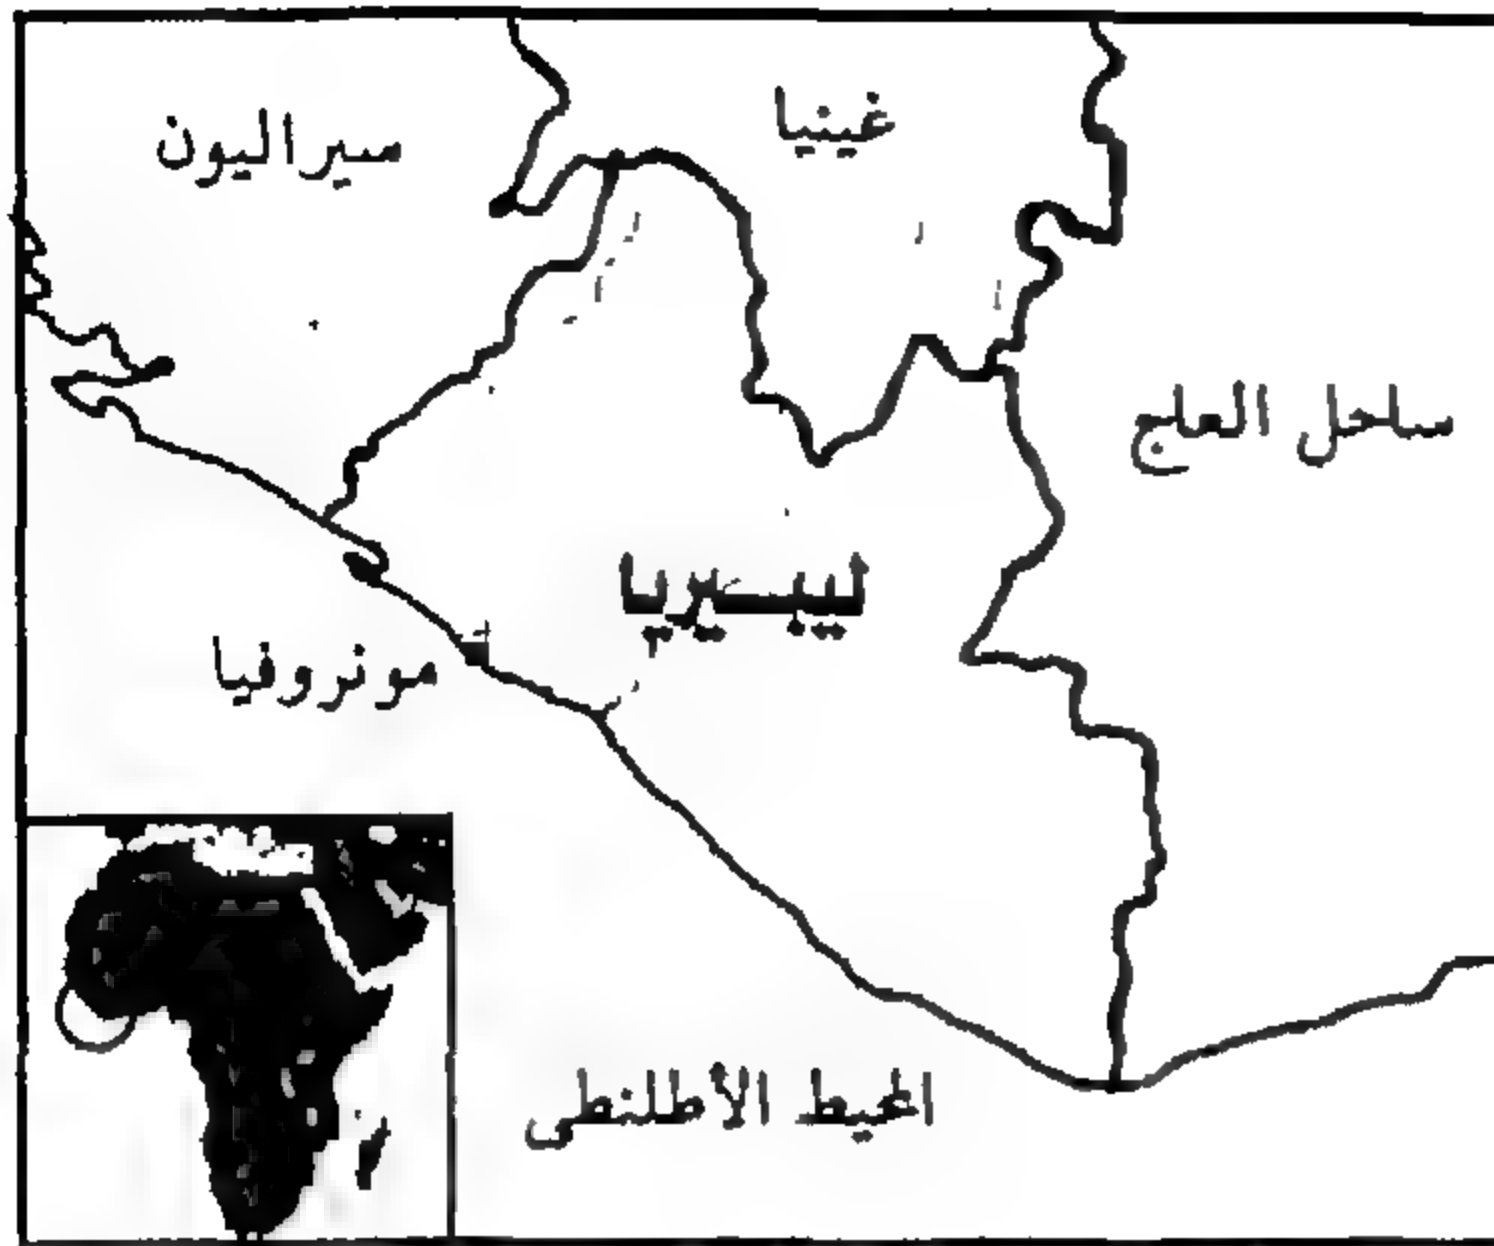 غينيا
سيراليون
ساحل العاج
ليبيريا
مونروفيا
المحيط الأطلنطى